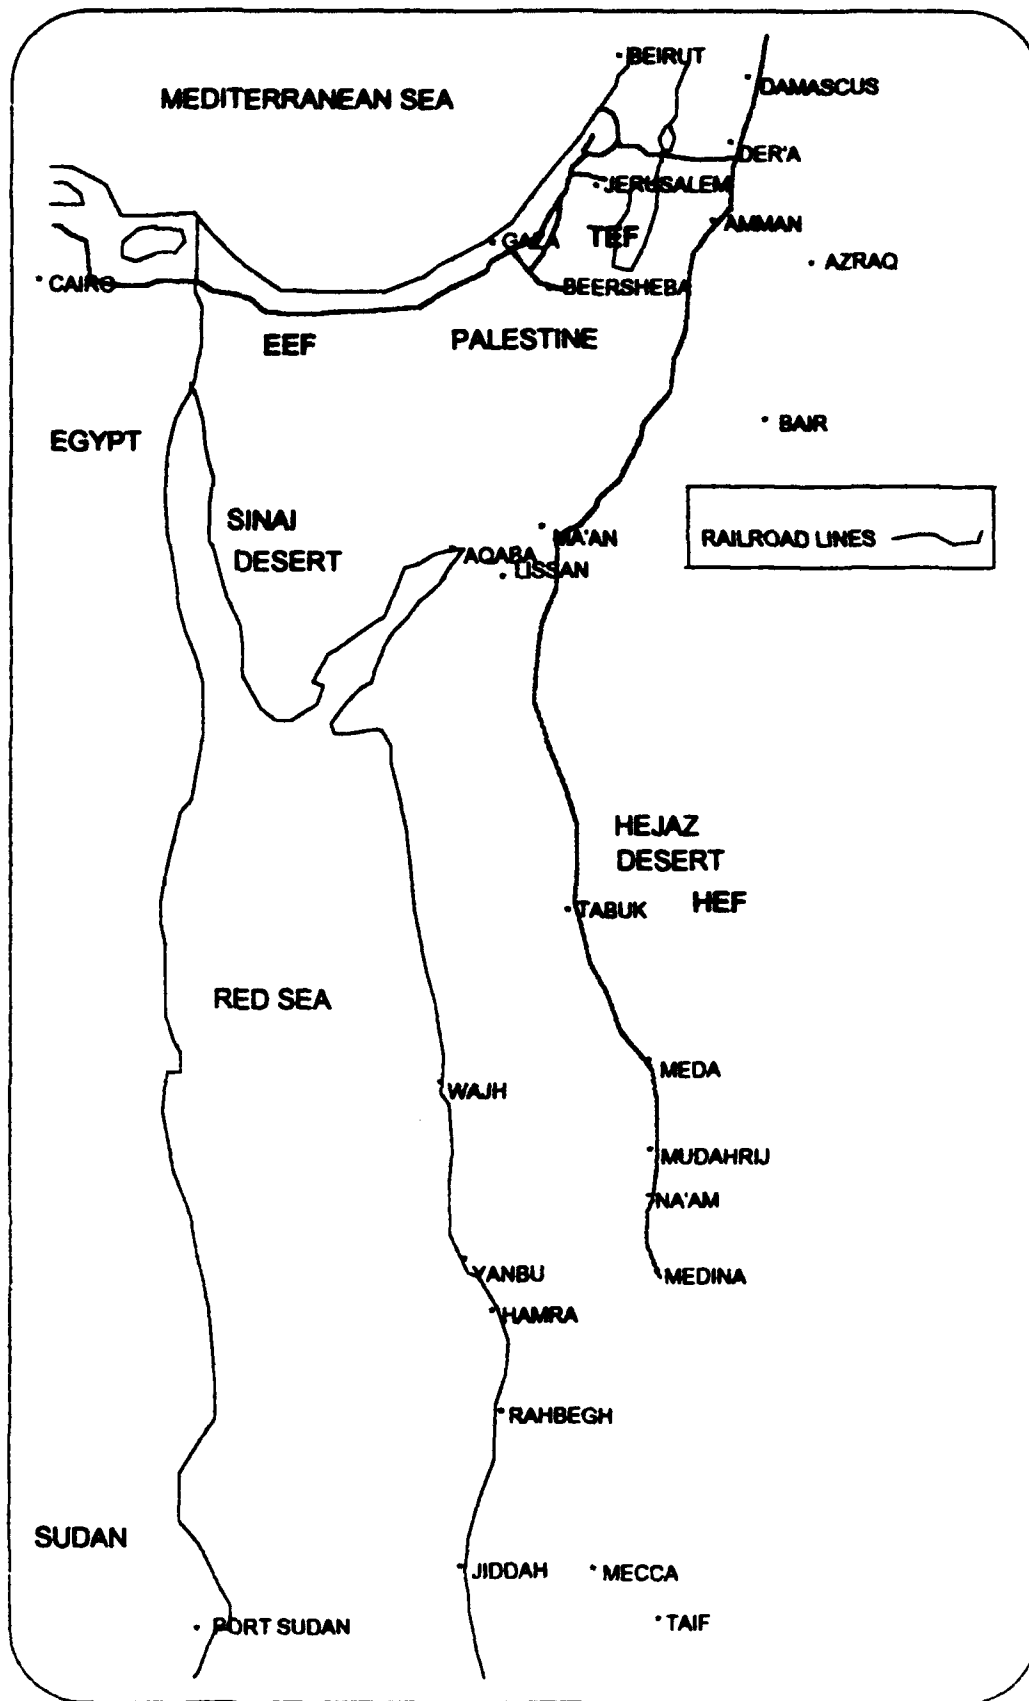 BEIRUT
MEDITERRANEAN SEA
DAMASCUS
DER'A
JERUSALEM
AMMAN
GAZA
TEF
AZRAQ
CAIRO
BEERSHEBA
EEF
PALESTINE
BAIR
EGYPT
SINAI
DESERT
RAILROAD LINES
MA'AN
AQABA
LISSAN
HEJAZ
DESERT
HEF
TABUK
RED SEA
MEDA
WAJH
MUDAHRIJ
NA'AM
YANBU
MEDINA
HAMRA
RAHBEGH
SUDAN
JIDDAH
MECCA
PORT SUDAN
TAIF